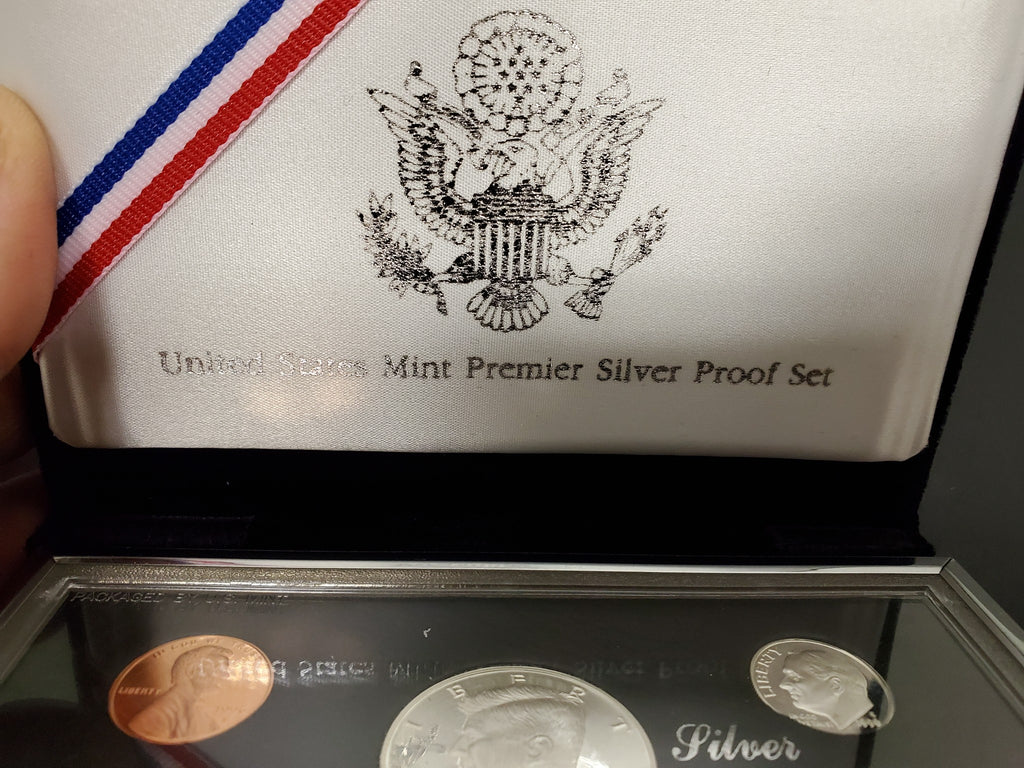 United States Mint Premier Silver Proof Set
PACKAGED BY U.S. MINT
LIBERTY
LIBERTY
Silver